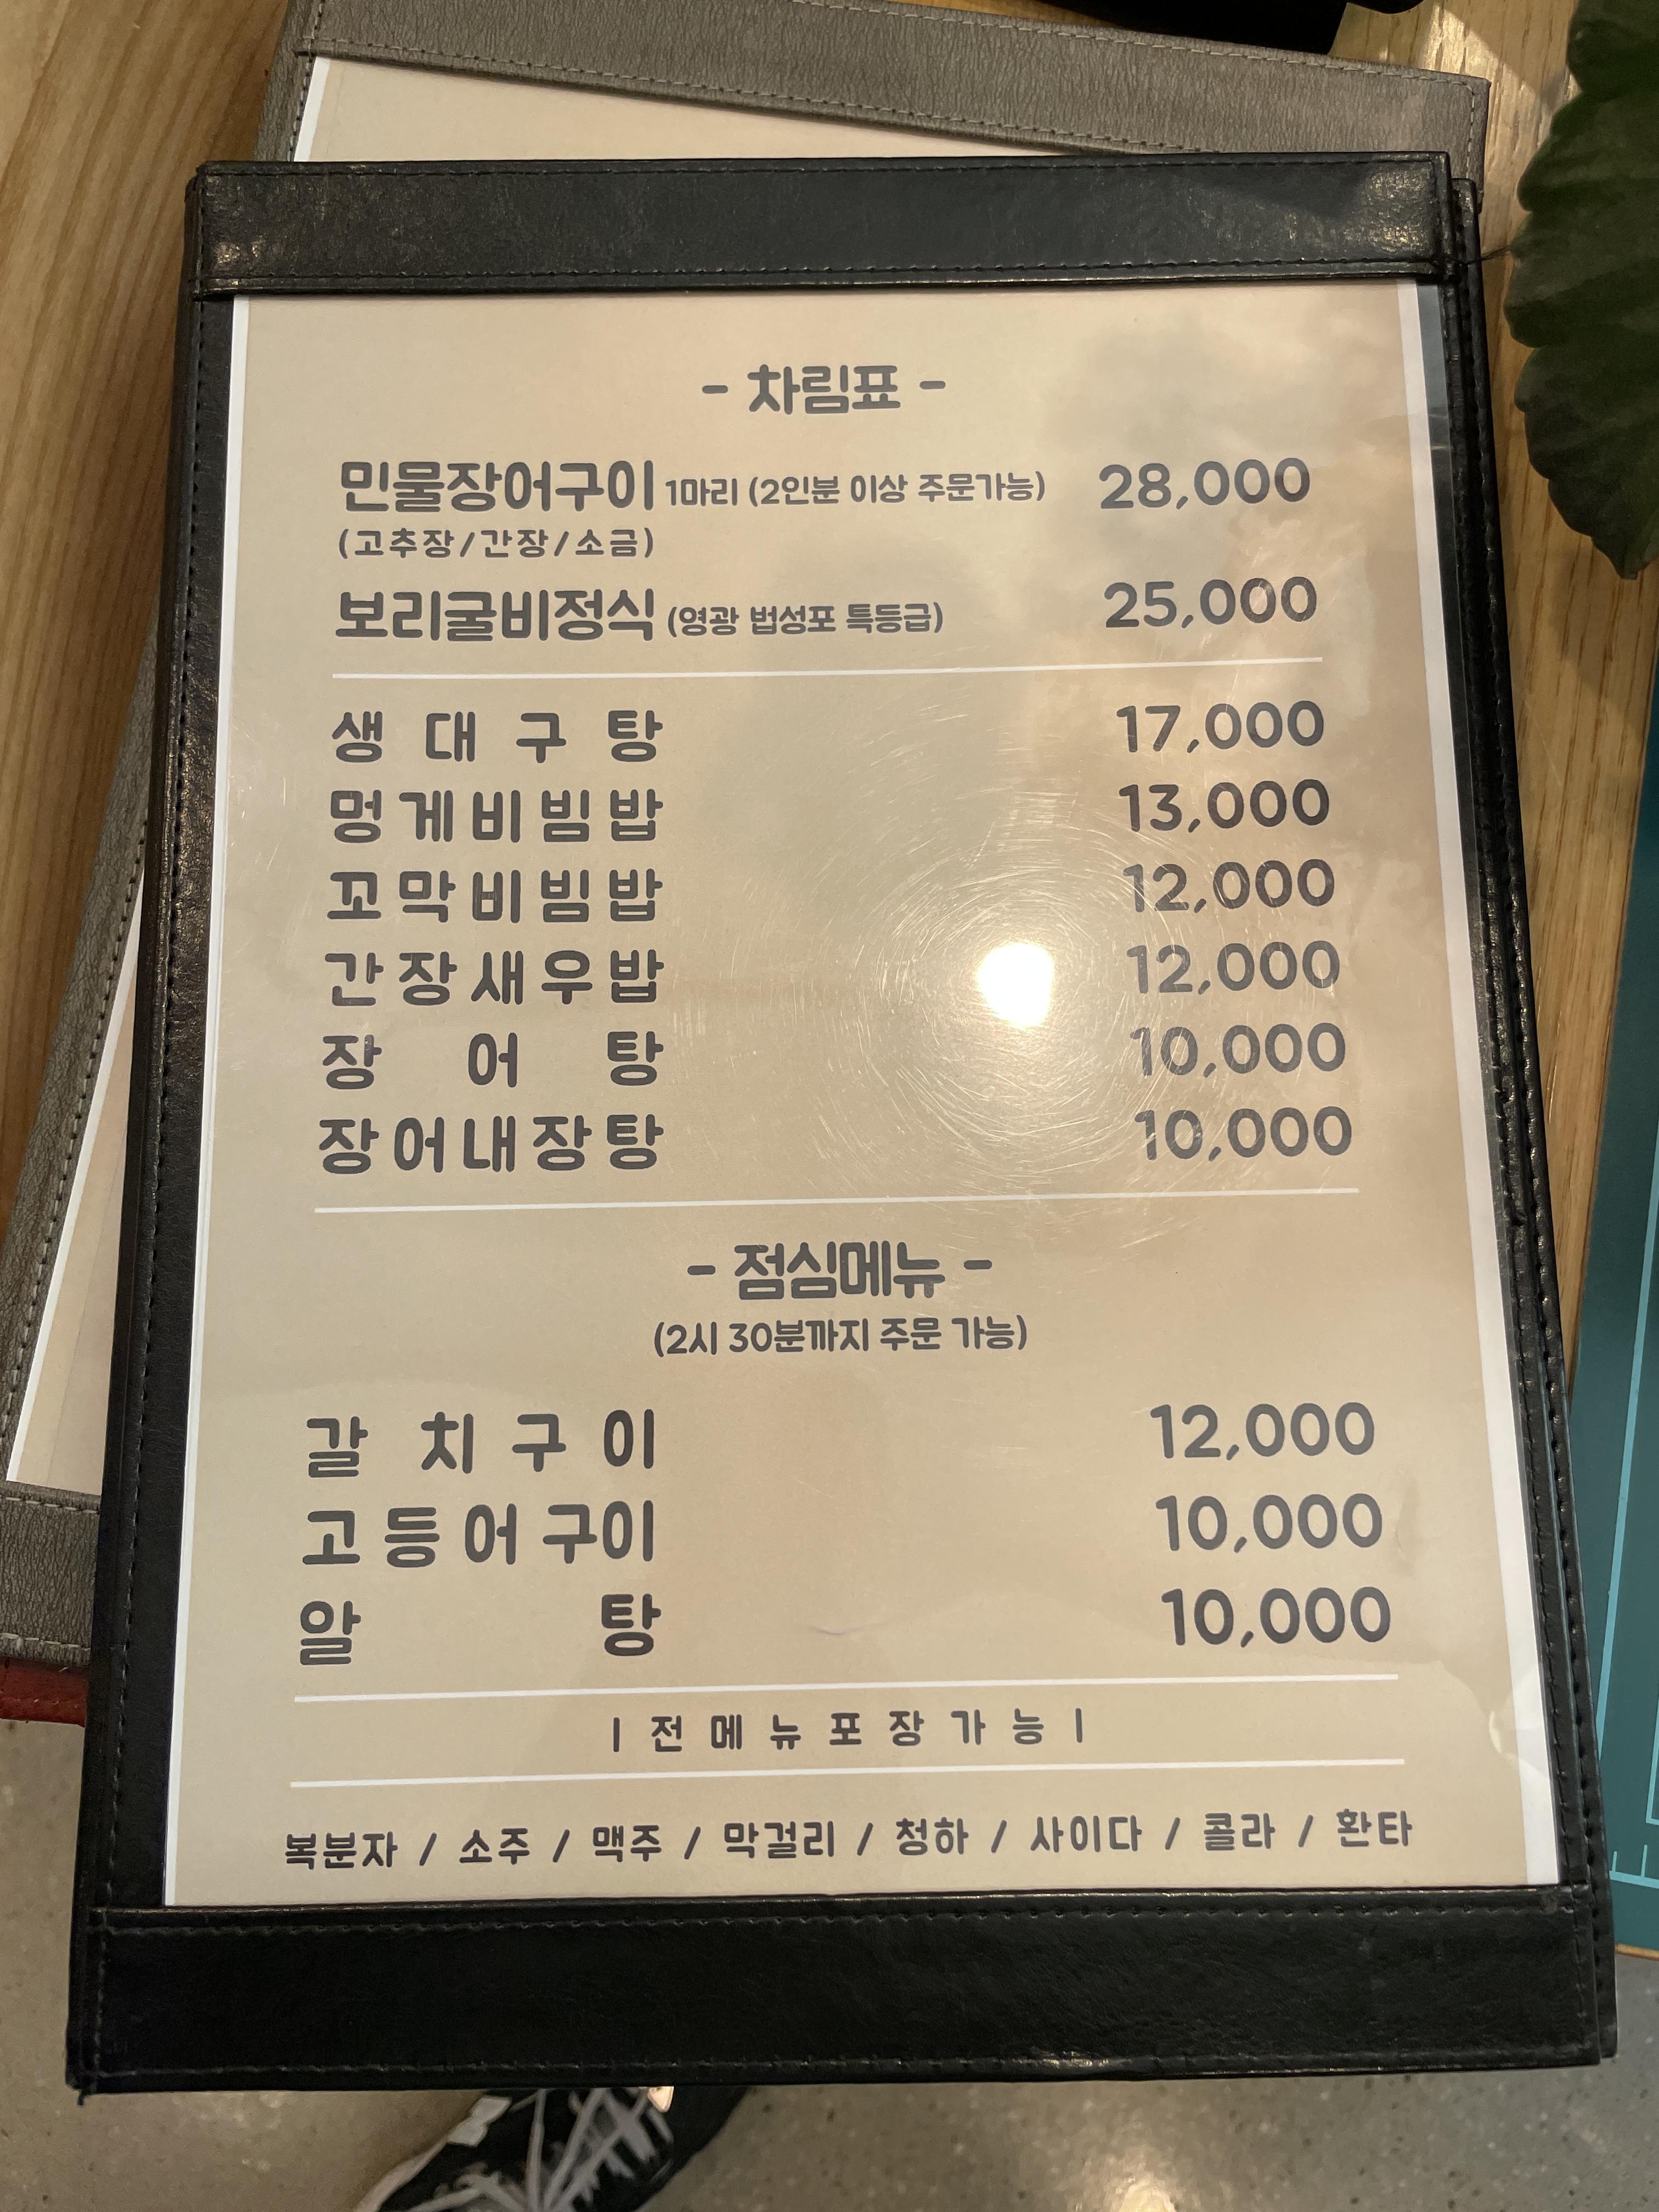 - 차림표 -
민물장어구이 1마리 (2인분 이상 주문가능) 28,000
(고추장/간장/소금)
보리굴비정식 (영광 법성포 특등급) 25,000
생대구탕 17,000
멍게비빔밥 13,000
꼬막비빔밥 12,000
간장새우밥 12,000
장어탕 10,000
장어내장탕 10,000
- 점심메뉴 -
(2시 30분까지 주문 가능)
갈치구이 12,000
고등어구이 10,000
알탕 10,000
| 전메뉴포장가능 |
복분자 / 소주 / 맥주 / 막걸리 / 청하 / 사이다 / 콜라 / 환타